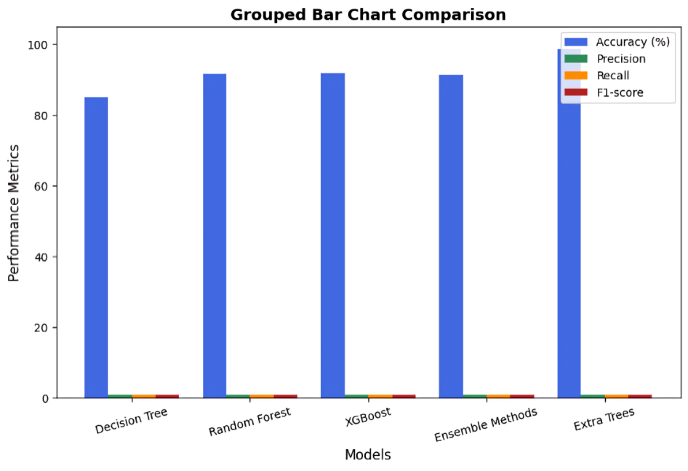 Grouped Bar Chart Comparison
100
80
60
40
20
0
Performance Metrics
Accuracy (%)
Precision
Recall
F1-score
Decision Tree
Random Forest
XGBoost
Ensemble Methods
Extra Trees
Models